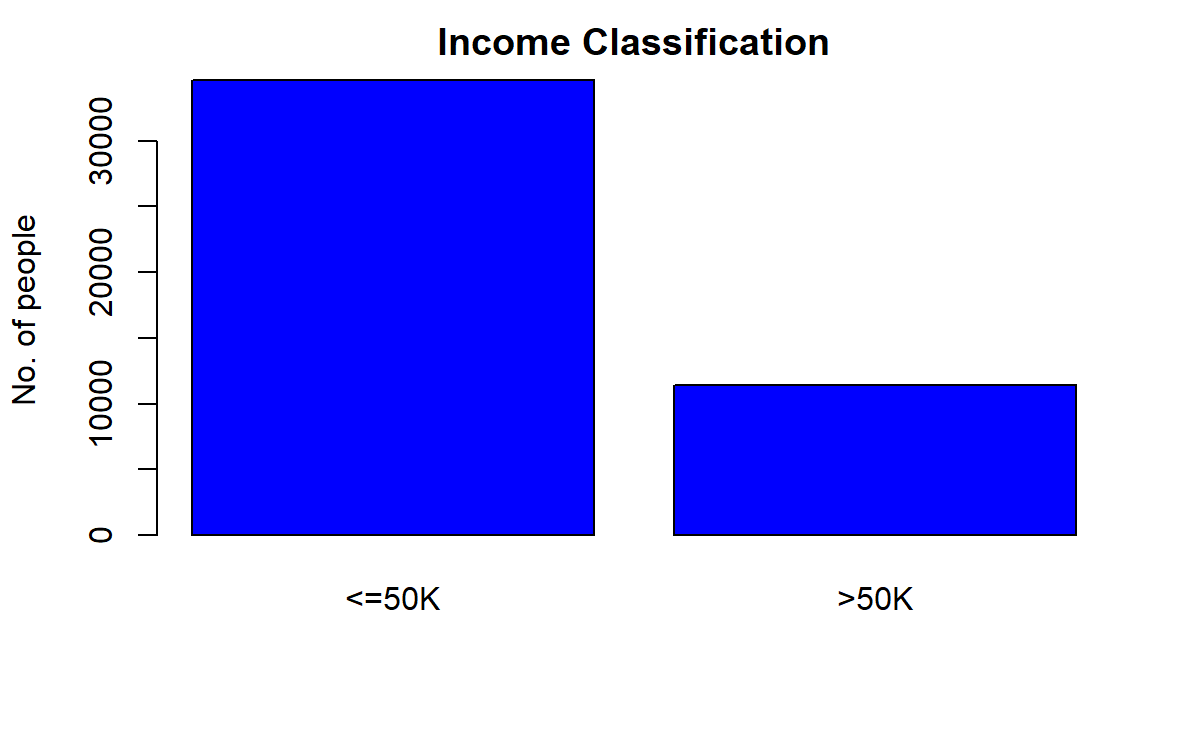 Income Classification
No. of people
30000
20000
10000
0
<=50K
>50K